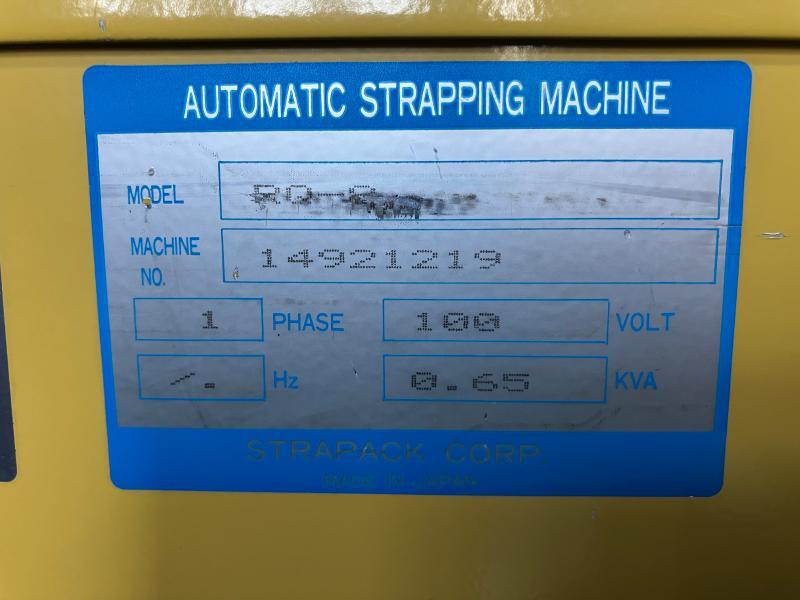 AUTOMATIC STRAPPING MACHINE
MODEL
MACHINE NO. 14921219
1 PHASE 100 VOLT
Hz 0.65 KVA
STRAPACK CORP.
MADE IN JAPAN